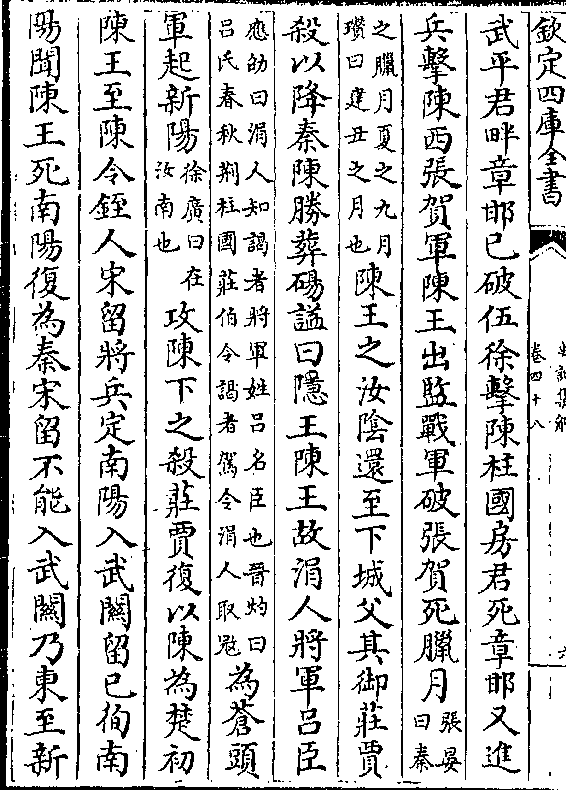 欽定四庫全書
史記集解
卷四十八
六
武平君畔章邯已破伍徐擊陳柱國房君死章邯又進
兵擊陳西張賀軍陳王出監戰軍破張賀死臘月張晏曰秦
之臘月夏之九月瓚曰建丑之月也陳王之汝陰還至下城父其御莊賈
殺以降秦陳勝葬碭諡曰隱王陳王故涓人將軍呂臣
應劭曰涓人知謁者將軍姓呂名臣也晉灼曰呂氏春秋荆柱國莊伯令謁者駕令涓人取冠為蒼頭
軍起新陽徐廣曰在汝南也攻陳下之殺莊賈復以陳為楚初
陳王至陳令銍人宋留將兵定南陽入武關留已徇南
陽聞陳王死南陽復為秦宋留不能入武關乃東至新